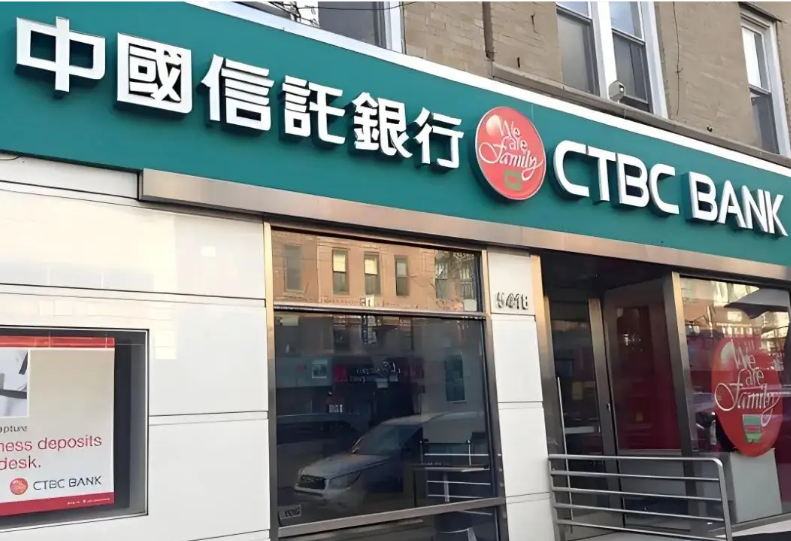 中國信託銀行
We
are
Family
CTBC BANK
5418
We
are
Family
apture
ness deposits
desk.
CTBC BANK